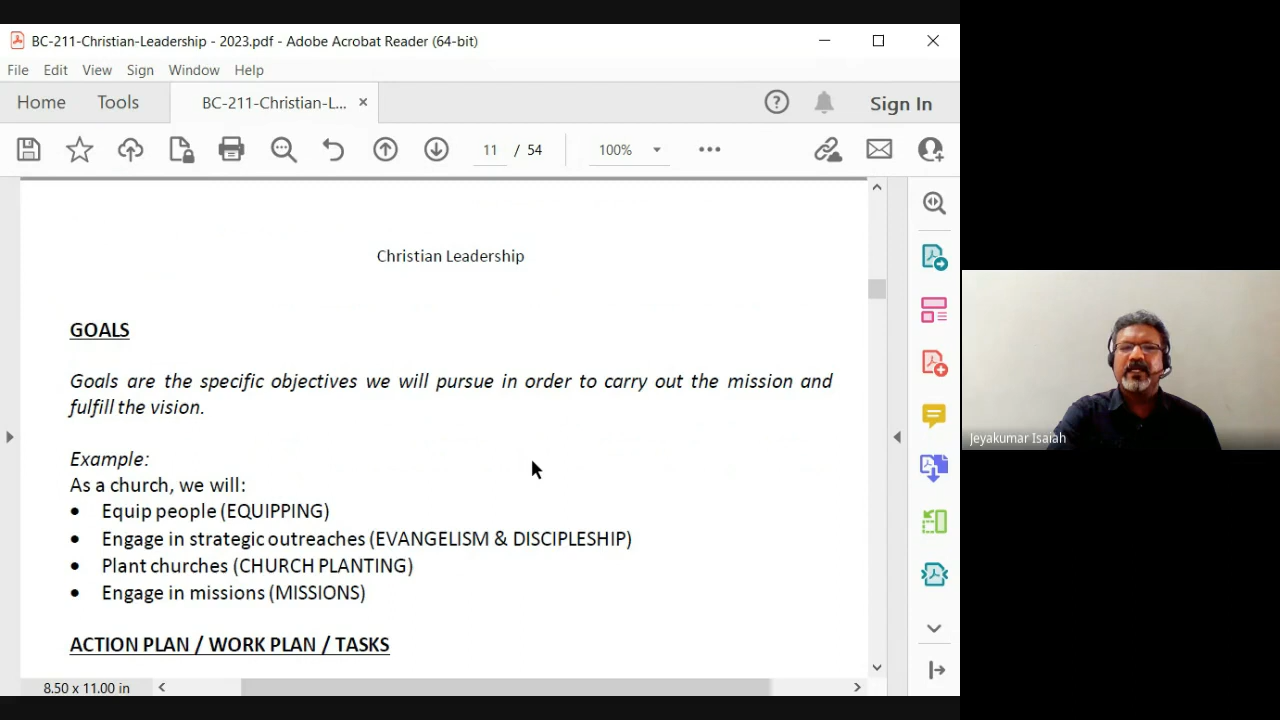 BC-211-Christian-Leadership - 2023.pdf - Adobe Acrobat Reader (64-bit)
File Edit View Sign Window Help
Home Tools BC-211-Christian-L... Sign In
11 / 54 100%
Christian Leadership
GOALS
Goals are the specific objectives we will pursue in order to carry out the mission and
fulfill the vision.
Example:
As a church, we will:
• Equip people (EQUIPPING)
• Engage in strategic outreaches (EVANGELISM & DISCIPLESHIP)
• Plant churches (CHURCH PLANTING)
• Engage in missions (MISSIONS)
ACTION PLAN / WORK PLAN / TASKS
8.50 x 11.00 in
Jeyakumar Isaiah